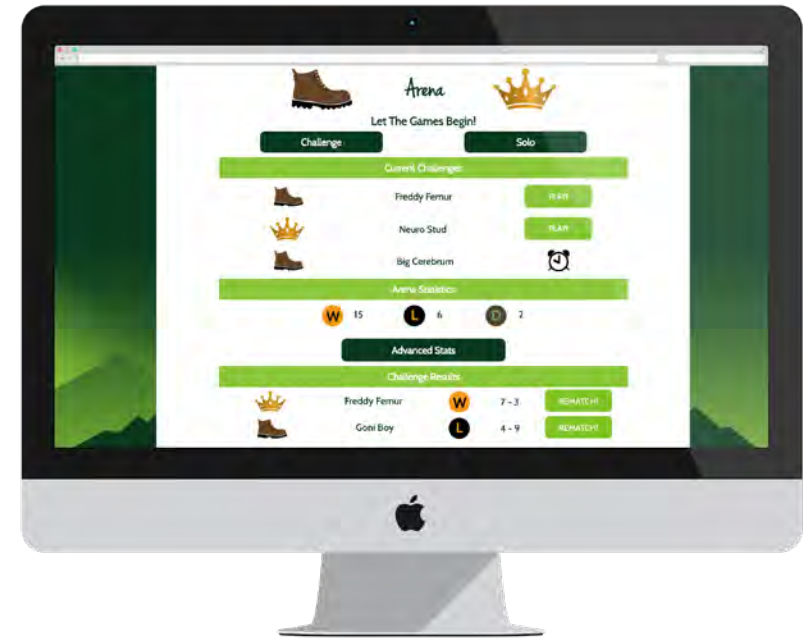 Arena
Let The Games Begin!
Challenge Solo
Current Challenges
Freddy Femur PLAY!
Neuro Stud PLAY!
Big Cerebrum
Arena Statistics
W 15 L 6 D 2
Advanced Stats
Challenge Results
Freddy Femur W 7 - 3 REMATCH!
Goni Boy L 4 - 9 REMATCH!